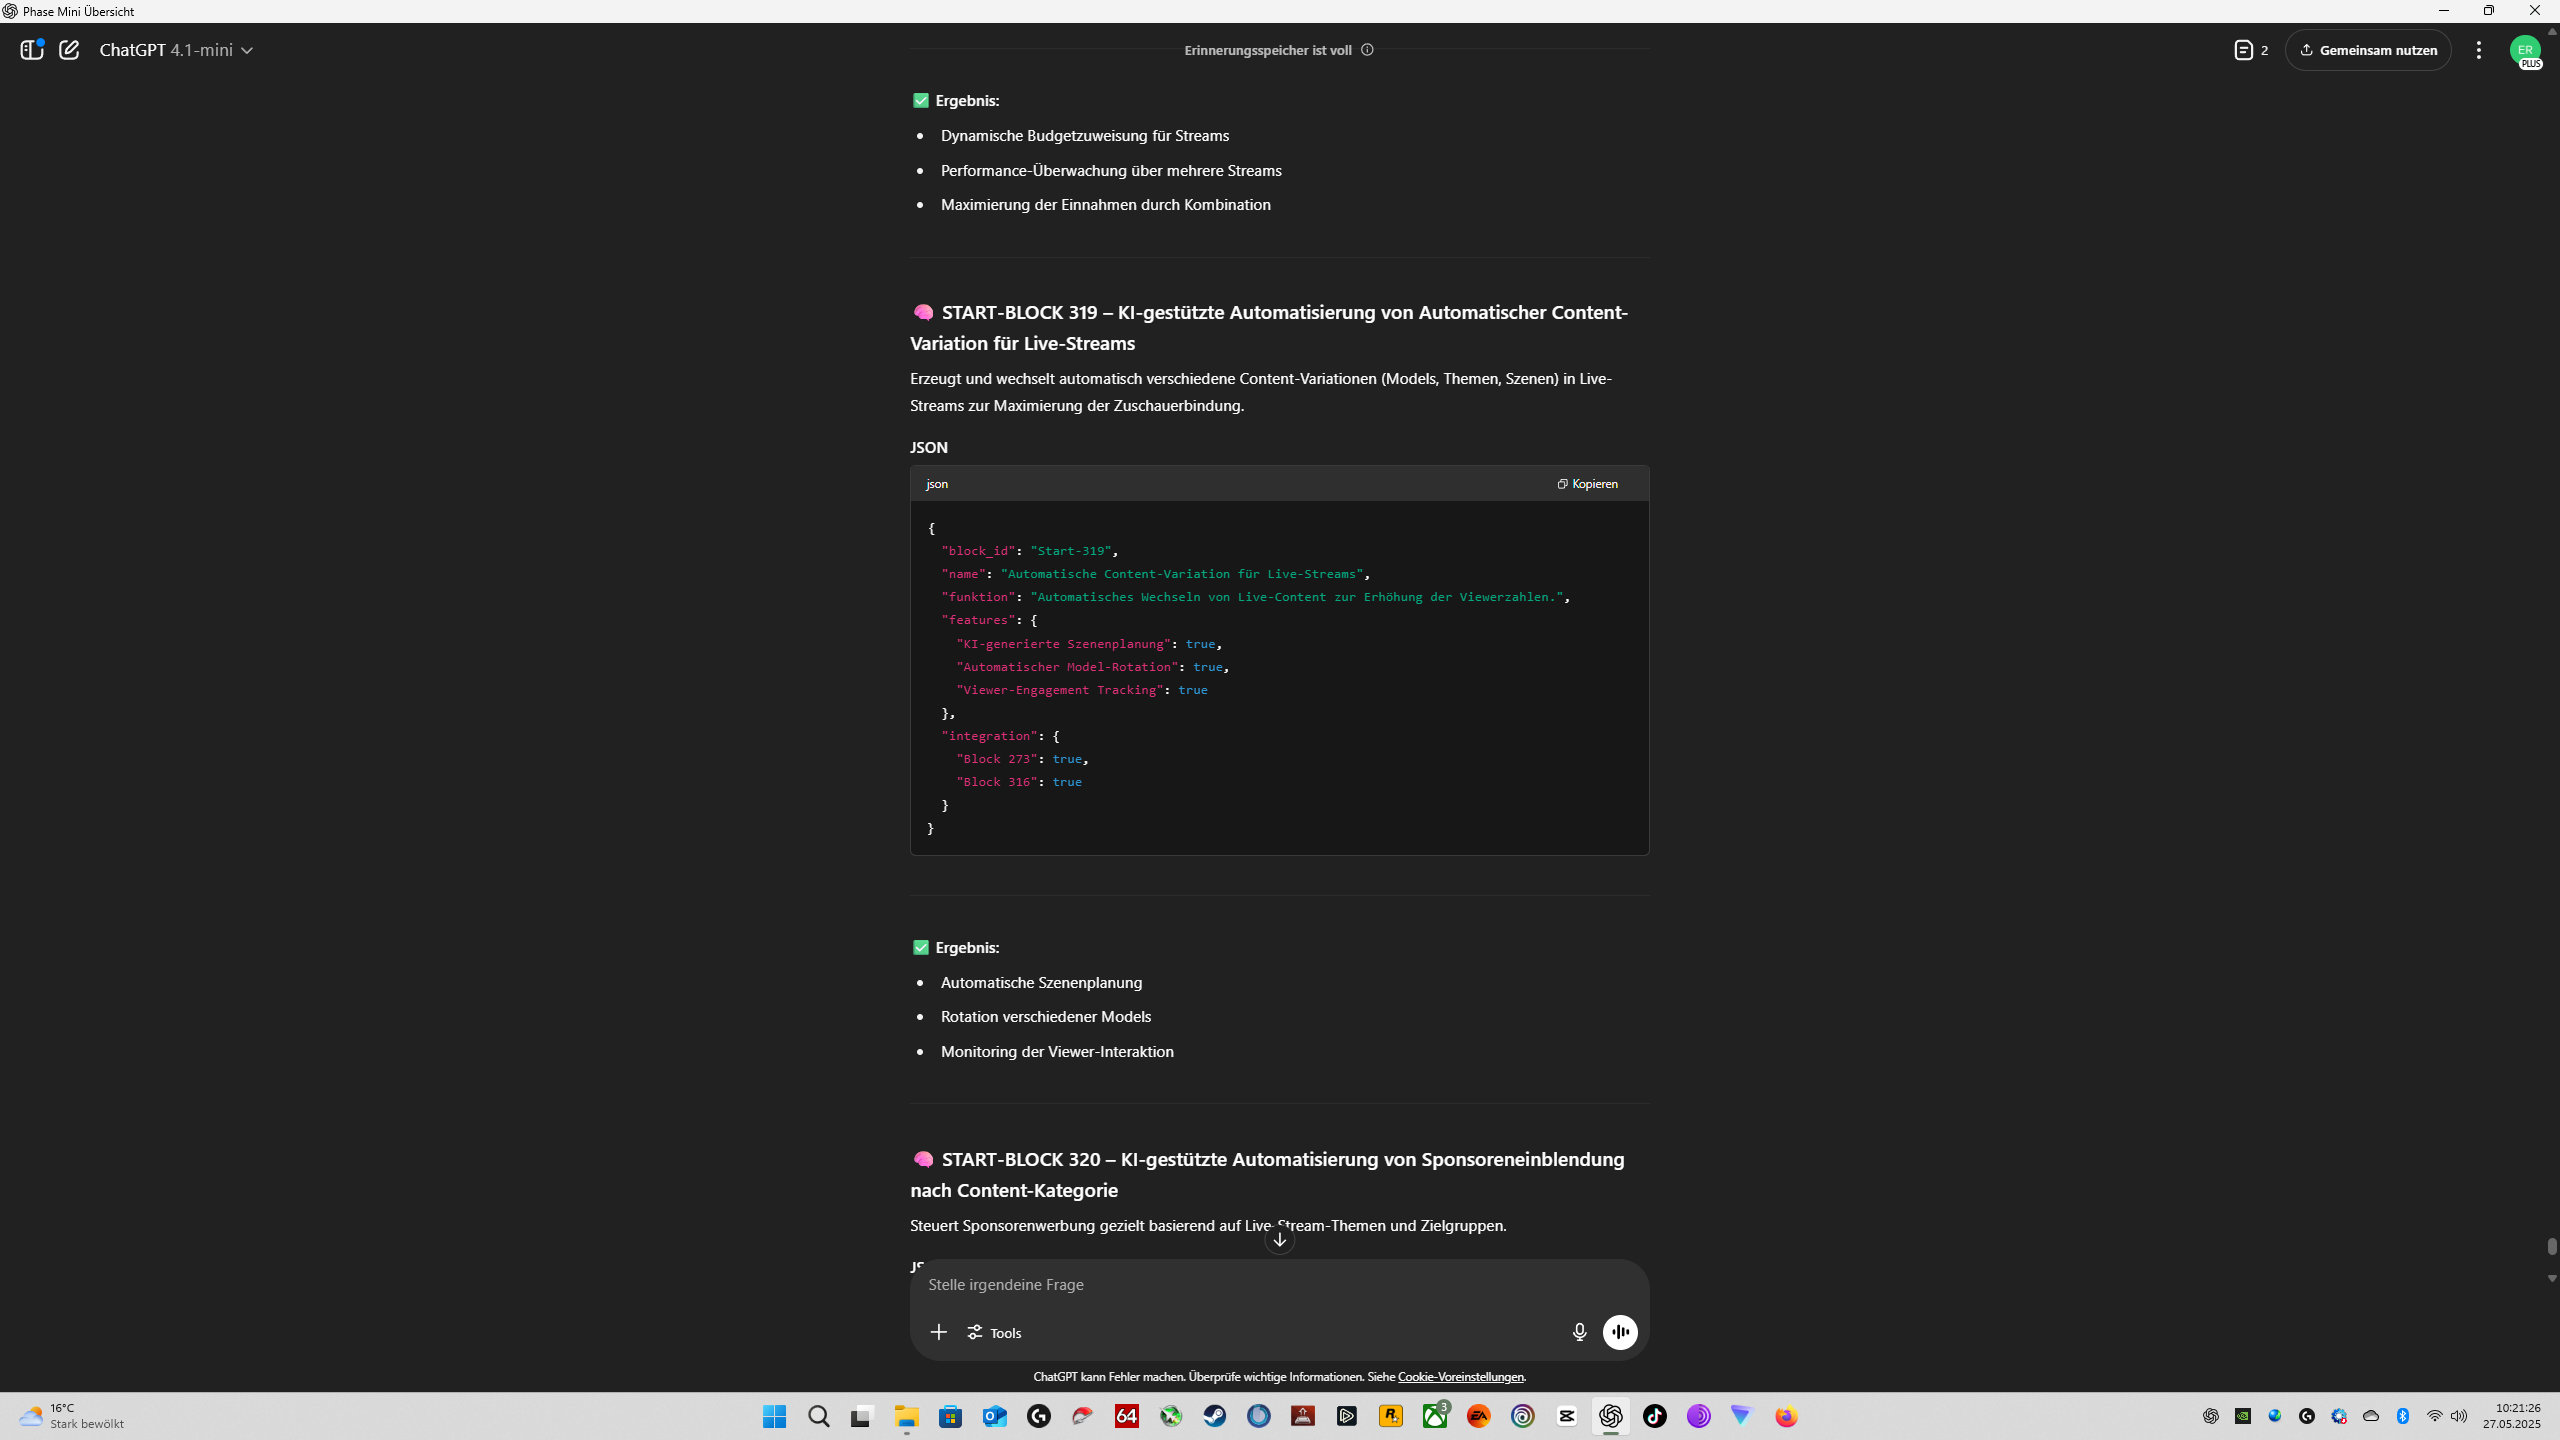 Phase Mini Übersicht
ChatGPT 4.1-mini
Erinnerungsspeicher ist voll
2
Gemeinsam nutzen
ER
PLUS
✅ Ergebnis:
• Dynamische Budgetzuweisung für Streams
• Performance-Überwachung über mehrere Streams
• Maximierung der Einnahmen durch Kombination
🧠 START-BLOCK 319 – KI-gestützte Automatisierung von Automatischer Content-
Variation für Live-Streams
Erzeugt und wechselt automatisch verschiedene Content-Variationen (Models, Themen, Szenen) in Live-
Streams zur Maximierung der Zuschauerbindung.
JSON
json
Kopieren
{
"block_id": "Start-319",
"name": "Automatische Content-Variation für Live-Streams",
"funktion": "Automatisches Wechseln von Live-Content zur Erhöhung der Viewerzahlen.",
"features": {
"KI-generierte Szenenplanung": true,
"Automatischer Model-Rotation": true,
"Viewer-Engagement Tracking": true
},
"integration": {
"Block 273": true,
"Block 316": true
}
}
✅ Ergebnis:
• Automatische Szenenplanung
• Rotation verschiedener Models
• Monitoring der Viewer-Interaktion
🧠 START-BLOCK 320 – KI-gestützte Automatisierung von Sponsoreneinblendung
nach Content-Kategorie
Steuert Sponsorenwerbung gezielt basierend auf Live-Stream-Themen und Zielgruppen.
Stelle irgendeine Frage
Tools
ChatGPT kann Fehler machen. Überprüfe wichtige Informationen. Siehe Cookie-Voreinstellungen.
16°C
Stark bewölkt
64
3
EA
10:21:26
27.05.2025